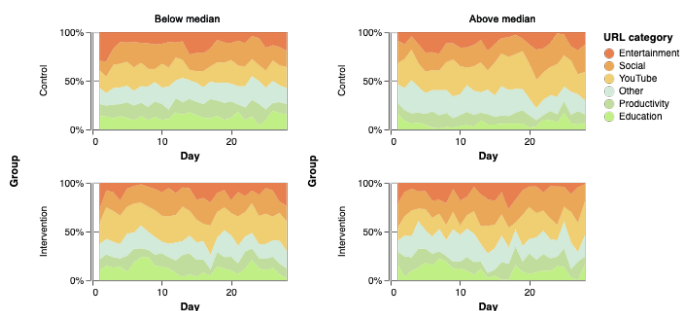 Below median
Above median
URL category
Entertainment
Social
YouTube
Other
Productivity
Education
Group
Control
100%
50%
0%
0
10
20
Day
Control
100%
50%
0%
0
10
20
Day
Group
Intervention
100%
50%
0%
0
10
20
Day
Intervention
100%
50%
0%
0
10
20
Day